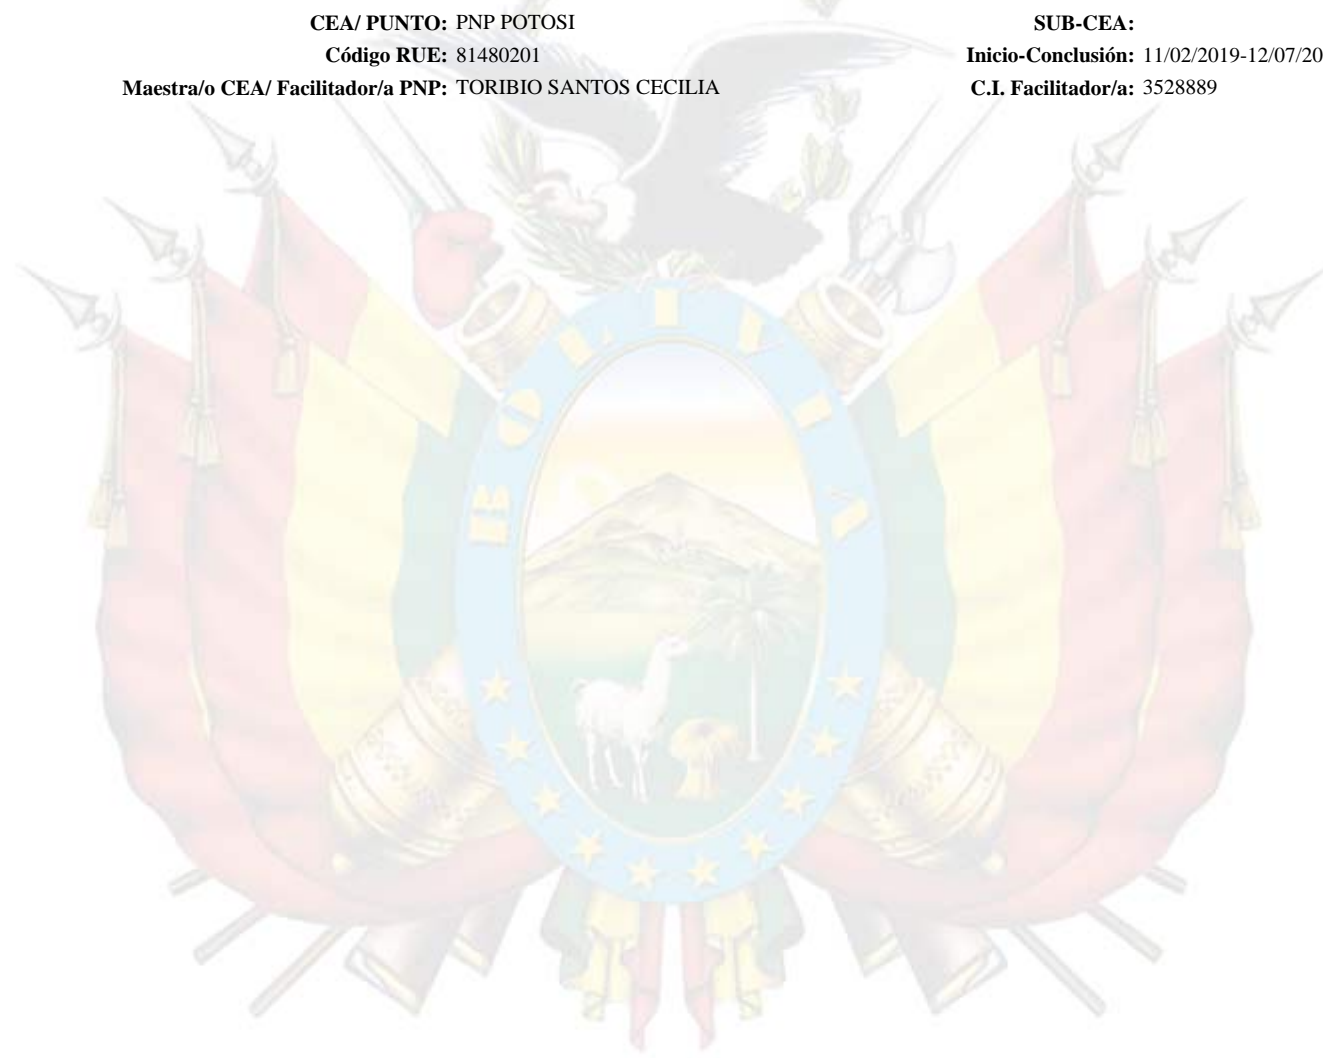 CEA/ PUNTO: PNP POTOSI SUB-CEA:
Código RUE: 81480201 Inicio-Conclusión: 11/02/2019-12/07/20
Maestra/o CEA/ Facilitador/a PNP: TORIBIO SANTOS CECILIA C.I. Facilitador/a: 3528889
BOLIVIA